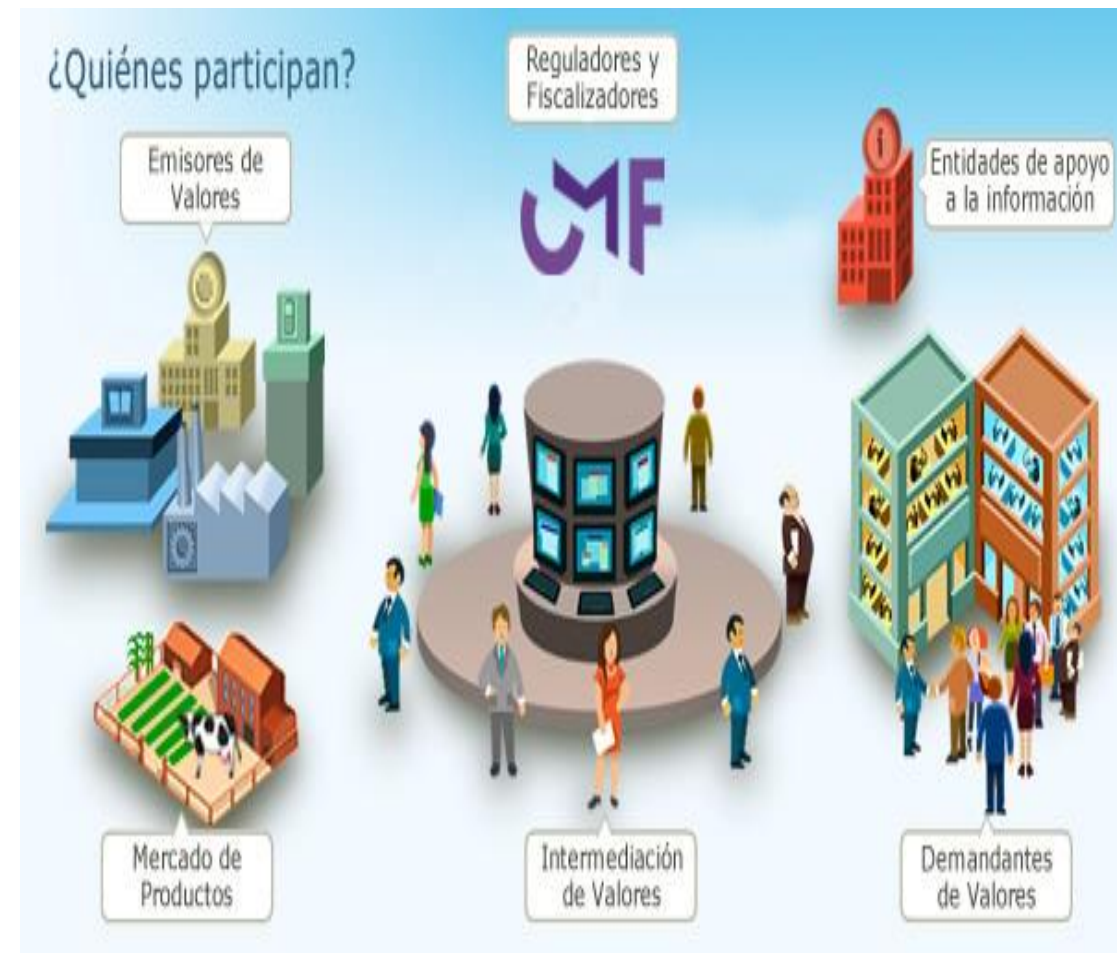 ¿Quiénes participan?
Reguladores y
Fiscalizadores
CMF
Emisores de
Valores
i
Entidades de apoyo
a la información
Mercado de
Productos
Intermediación
de Valores
Demandantes
de Valores